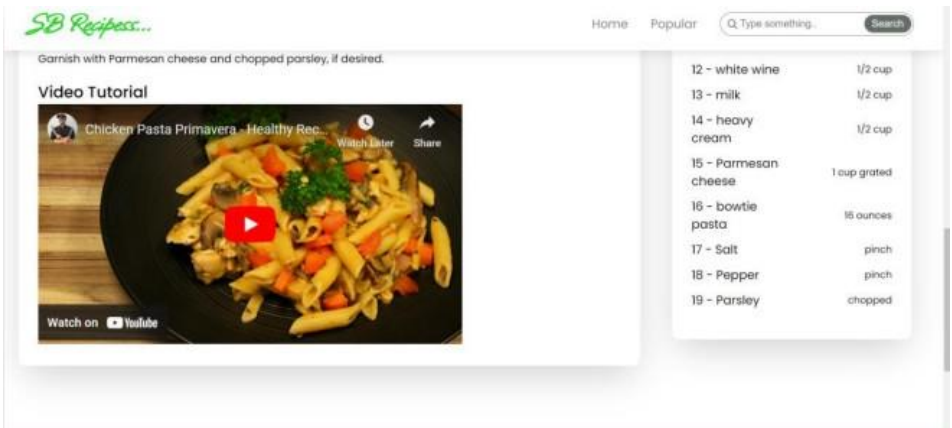 SB Recipess...
Home Popular Type something.. Search
Garnish with Parmesan cheese and chopped parsley, if desired.
Video Tutorial
Chicken Pasta Primavera - Healthy Rec...
Watch Later Share
Watch on YouTube
12 - white wine 1/2 cup
13 - milk 1/2 cup
14 - heavy
cream 1/2 cup
15 - Parmesan
cheese 1 cup grated
16 - bowtie
pasta 16 ounces
17 - Salt pinch
18 - Pepper pinch
19 - Parsley chopped